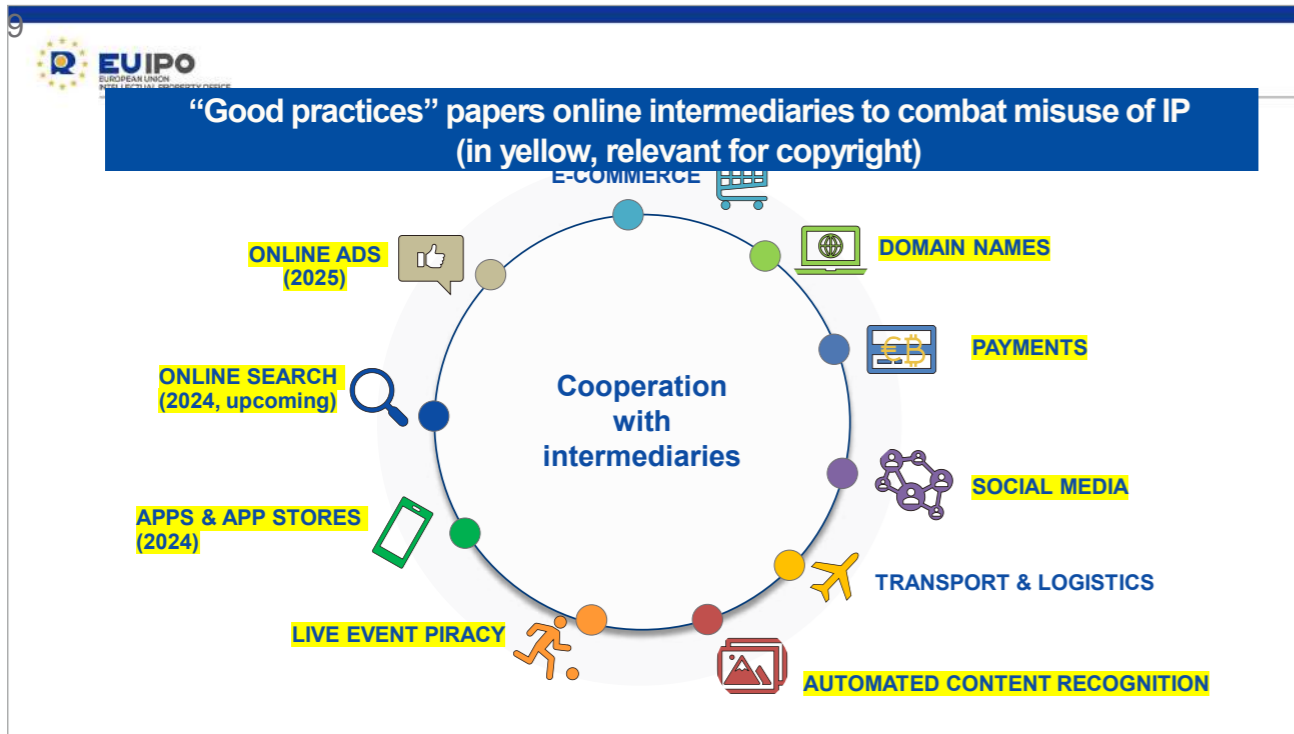 9
EUIPO
EUROPEAN UNION
INTELLECTUAL PROPERTY OFFICE
“Good practices” papers online intermediaries to combat misuse of IP
(in yellow, relevant for copyright)
E-COMMERCE
DOMAIN NAMES
PAYMENTS
SOCIAL MEDIA
TRANSPORT & LOGISTICS
AUTOMATED CONTENT RECOGNITION
LIVE EVENT PIRACY
APPS & APP STORES
(2024)
ONLINE SEARCH
(2024, upcoming)
ONLINE ADS
(2025)
Cooperation
with
intermediaries